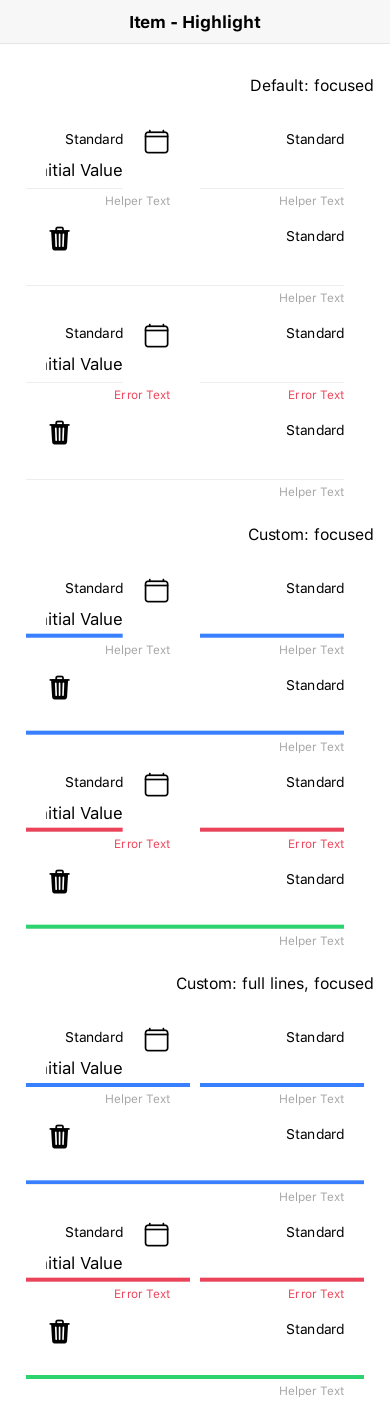 Item - Highlight
Default: focused
Standard
Standard
nitial Value
Helper Text
Helper Text
Standard
Helper Text
Standard
Standard
nitial Value
Error Text
Error Text
Standard
Helper Text
Custom: focused
Standard
Standard
nitial Value
Helper Text
Helper Text
Standard
Helper Text
Standard
Standard
nitial Value
Error Text
Error Text
Standard
Helper Text
Custom: full lines, focused
Standard
Standard
nitial Value
Helper Text
Helper Text
Standard
Helper Text
Standard
Standard
nitial Value
Error Text
Error Text
Standard
Helper Text